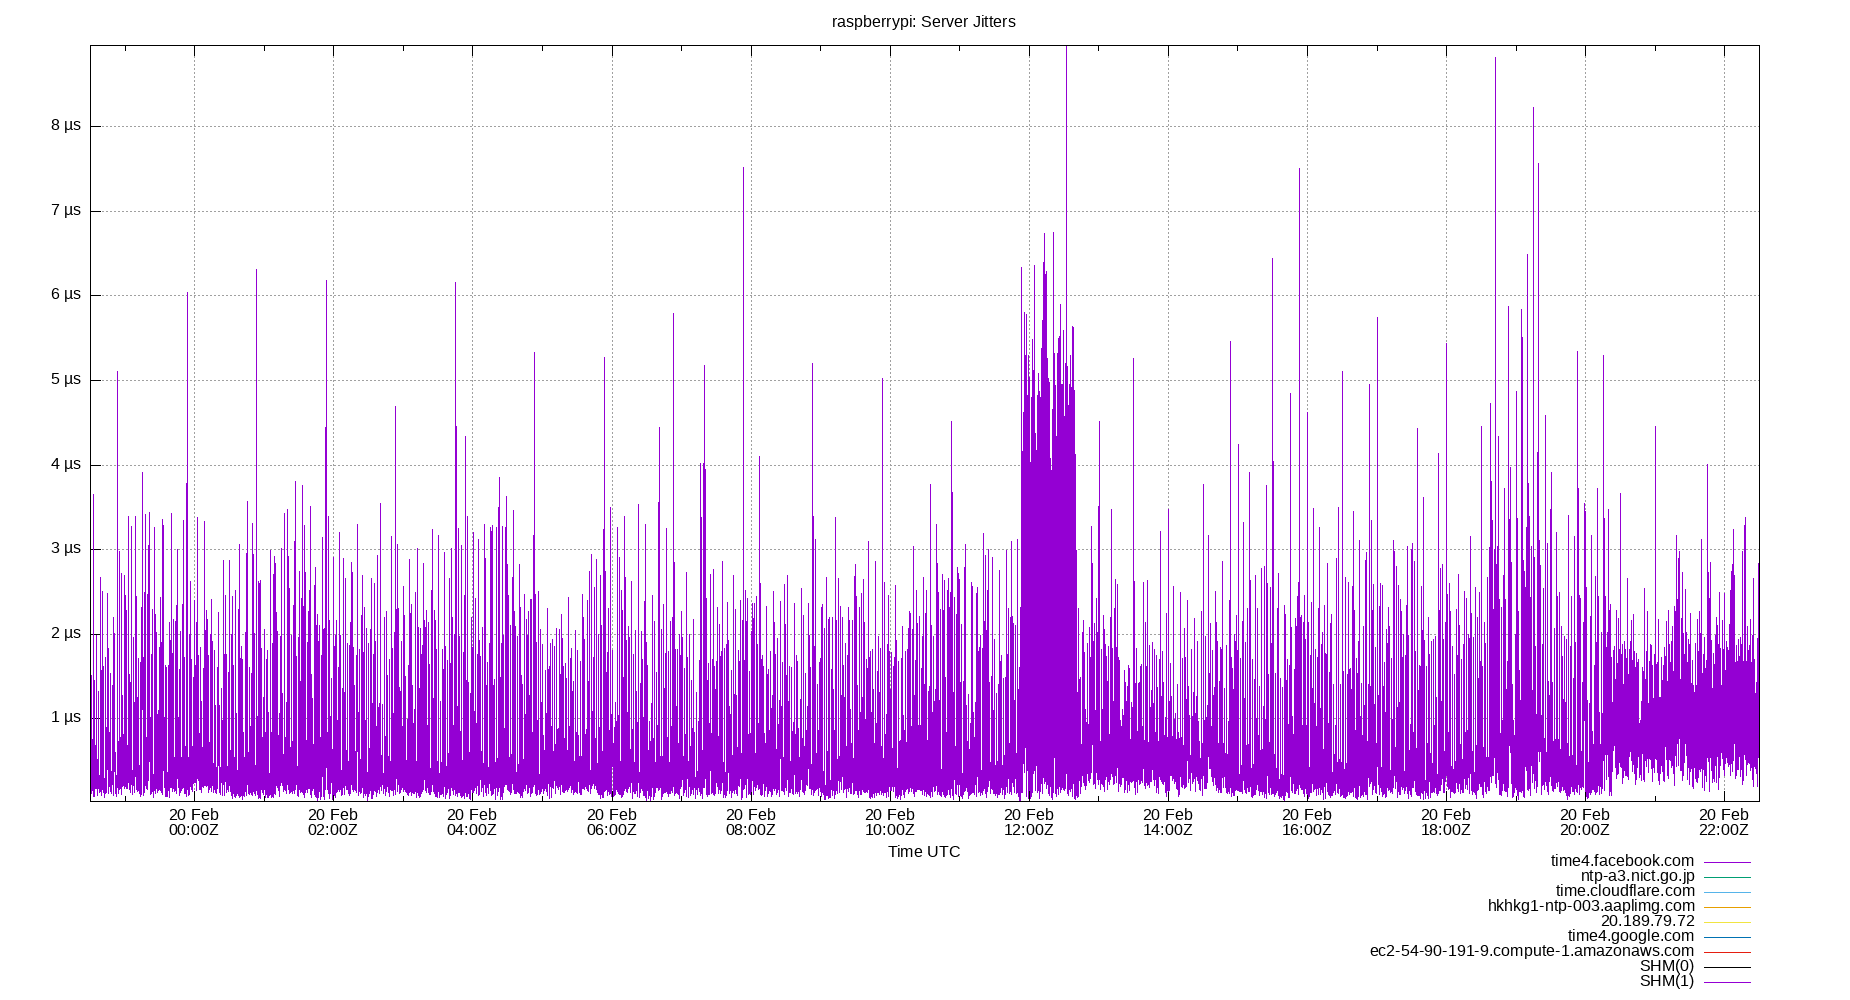 raspberrypi: Server Jitters
8 µs
7 µs
6 µs
5 µs
4 µs
3 µs
2 µs
1 µs
20 Feb 20 Feb 20 Feb 20 Feb 20 Feb 20 Feb 20 Feb 20 Feb 20 Feb 20 Feb 20 Feb 20 Feb
00:00Z 02:00Z 04:00Z 06:00Z 08:00Z 10:00Z 12:00Z 14:00Z 16:00Z 18:00Z 20:00Z 22:00Z
Time UTC
time4.facebook.com
ntp-a3.nict.go.jp
time.cloudflare.com
hkhkg1-ntp-003.aaplimg.com
20.189.79.72
time4.google.com
ec2-54-90-191-9.compute-1.amazonaws.com
SHM(0)
SHM(1)